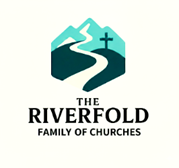 THE
RIVERFOLD
FAMILY OF CHURCHES